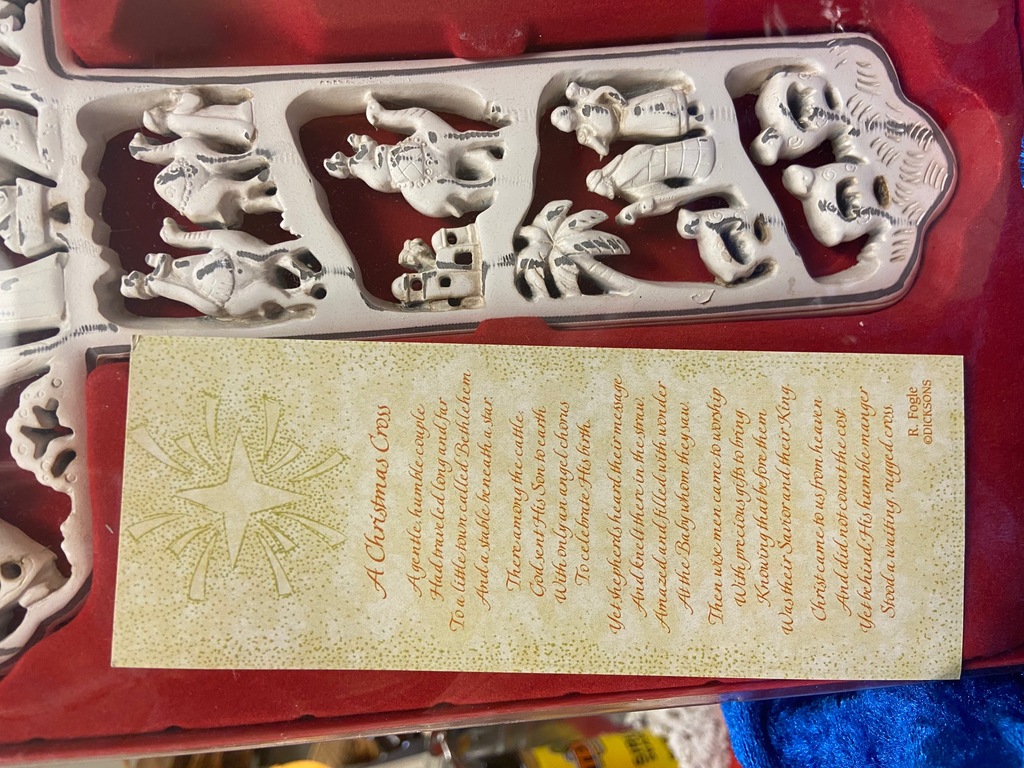 A Christmas Cross
A gentle, humble couple
Had traveled long and far
To a little town called Bethlehem
And a stable beneath a star.
There among the cattle,
God sent His Son to earth
With only an angel chorus
To celebrate His birth.
Yet shepherds heard the message
And knelt there in the straw.
Amazed and filled with wonder
At the Baby whom they saw.
Then wise men came to worship
With precious gifts to bring,
Knowing that before them
Was their Savior and their King.
Christ came to us from heaven
And did not count the cost
Yet behind His humble manger
Stood a waiting rugged cross.
R. Fogle
©DICKSONS